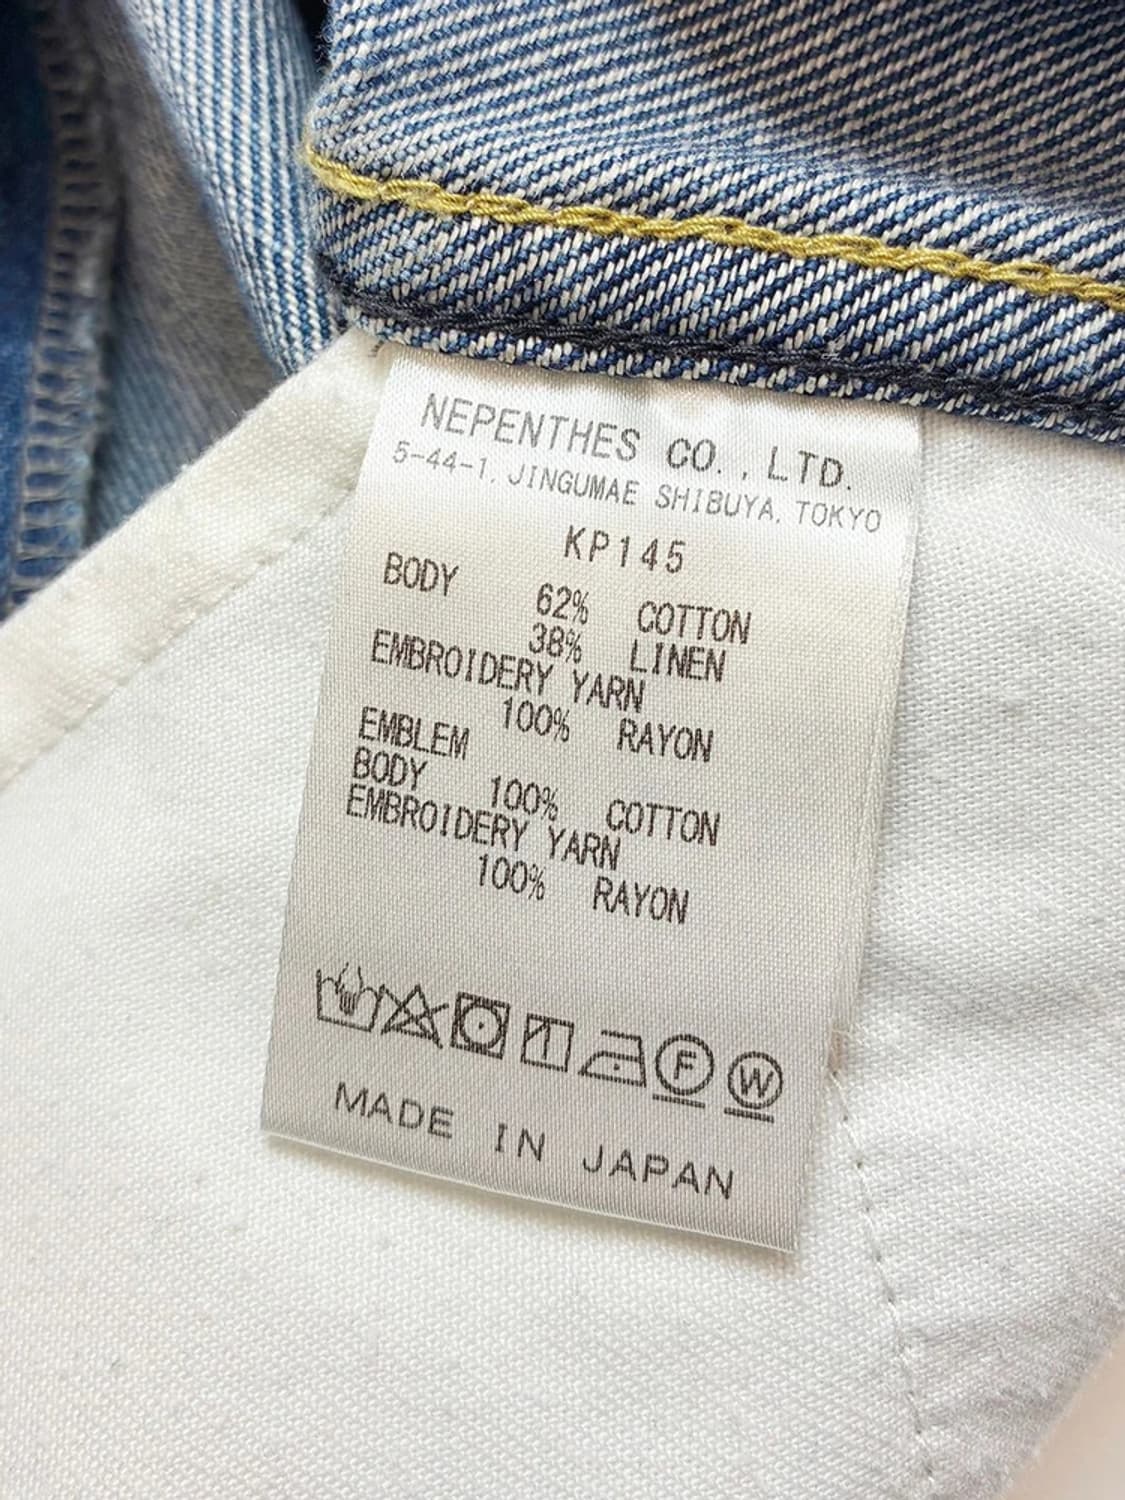 NEPENTHES CO., LTD.
5-44-1, JINGUMAE SHIBUYA, TOKYO
KP145
BODY 62% COTTON
38% LINEN
EMBROIDERY YARN
100% RAYON
EMBLEM
BODY 100% COTTON
EMBROIDERY YARN
100% RAYON
F W
MADE IN JAPAN